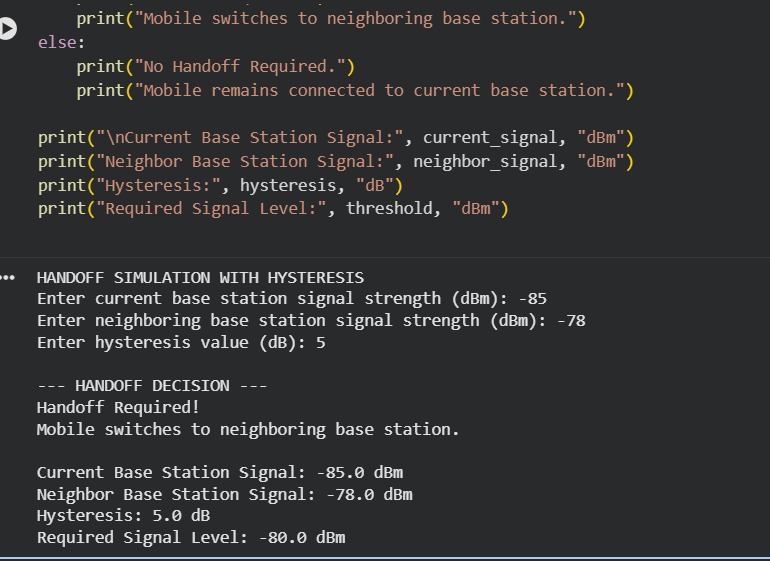 print("Mobile switches to neighboring base station.")
else:
    print("No Handoff Required.")
    print("Mobile remains connected to current base station.")

print("\nCurrent Base Station Signal:", current_signal, "dBm")
print("Neighbor Base Station Signal:", neighbor_signal, "dBm")
print("Hysteresis:", hysteresis, "dB")
print("Required Signal Level:", threshold, "dBm")

HANDOFF SIMULATION WITH HYSTERESIS
Enter current base station signal strength (dBm): -85
Enter neighboring base station signal strength (dBm): -78
Enter hysteresis value (dB): 5

--- HANDOFF DECISION ---
Handoff Required!
Mobile switches to neighboring base station.

Current Base Station Signal: -85.0 dBm
Neighbor Base Station Signal: -78.0 dBm
Hysteresis: 5.0 dB
Required Signal Level: -80.0 dBm